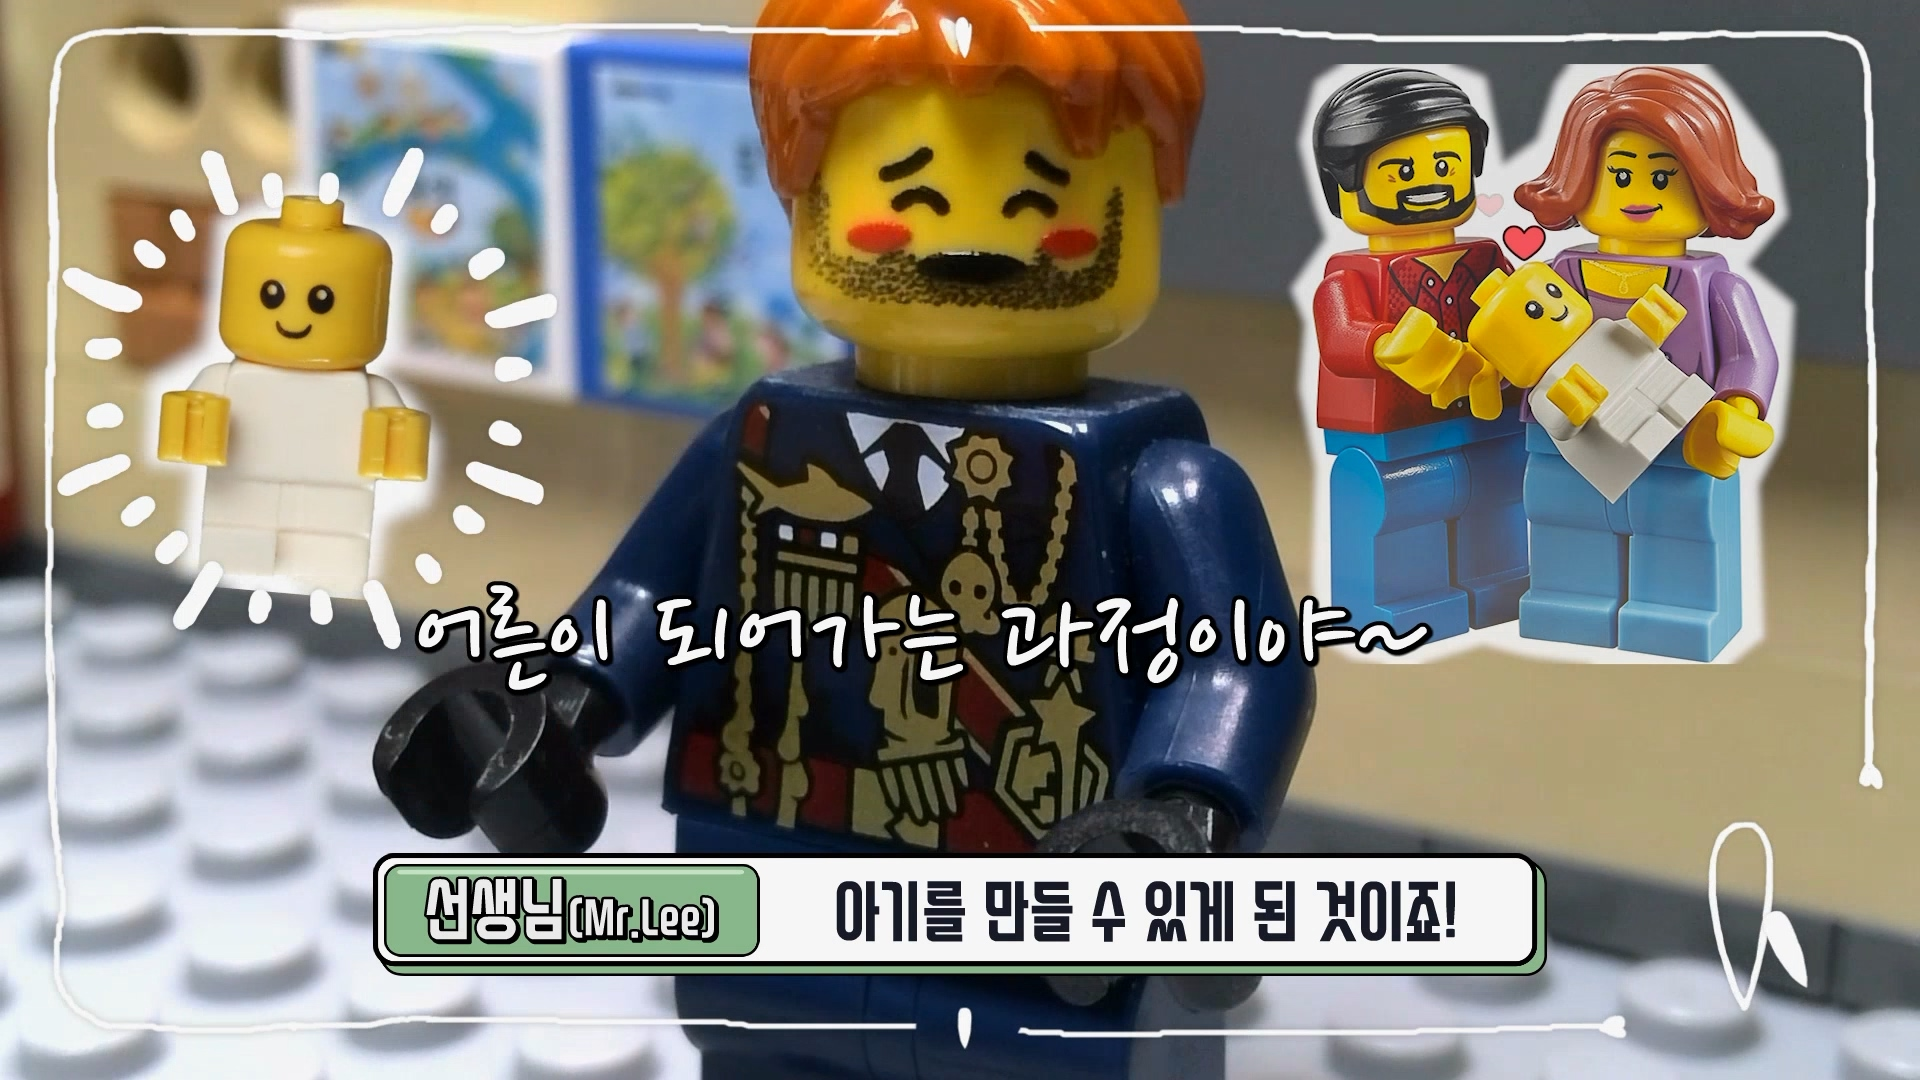 어른이 되어가는 과정이야~
선생님(Mr.Lee) 아기를 만들 수 있게 된 것이죠!